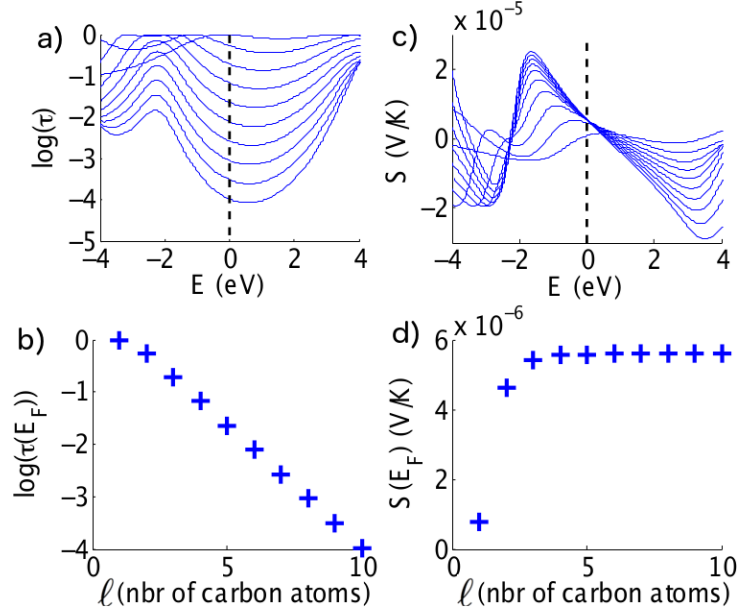 a)
0
−1
−2
−3
−4
−5
log(τ)
−4 −2 0 2 4
E (eV)
c)
x 10⁻⁵
2
0
−2
S (V/K)
−4 −2 0 2 4
E (eV)
b)
0
−1
−2
−3
−4
log(τ(E_F))
0 5 10
ℓ(nbr of carbon atoms)
d)
x 10⁻⁶
6
4
2
0
S(E_F) (V/K)
0 5 10
ℓ(nbr of carbon atoms)